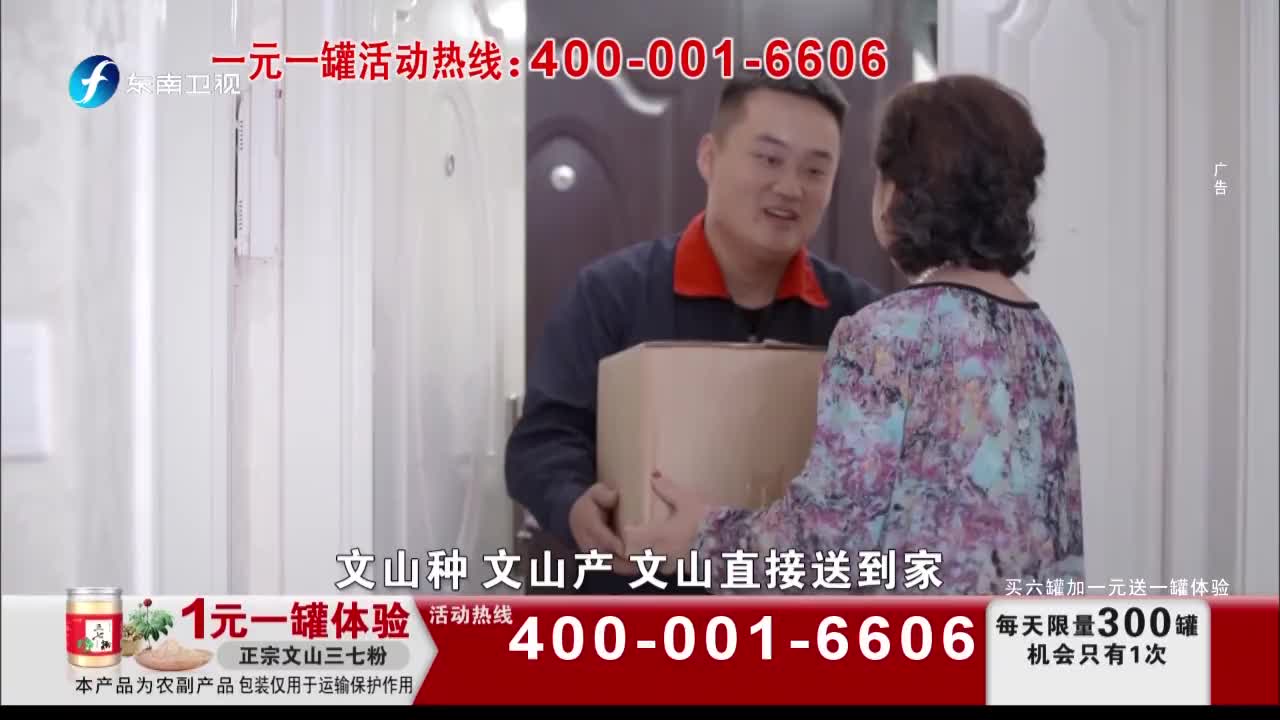 一元一罐活动热线:400-001-6606
东南卫视
广告
文山种 文山产 文山直接送到家
买六罐加一元送一罐体验
1元一罐体验
正宗文山三七粉
本产品为农副产品 包装仅用于运输保护作用
三七粉
活动热线
400-001-6606
每天限量300罐
机会只有1次